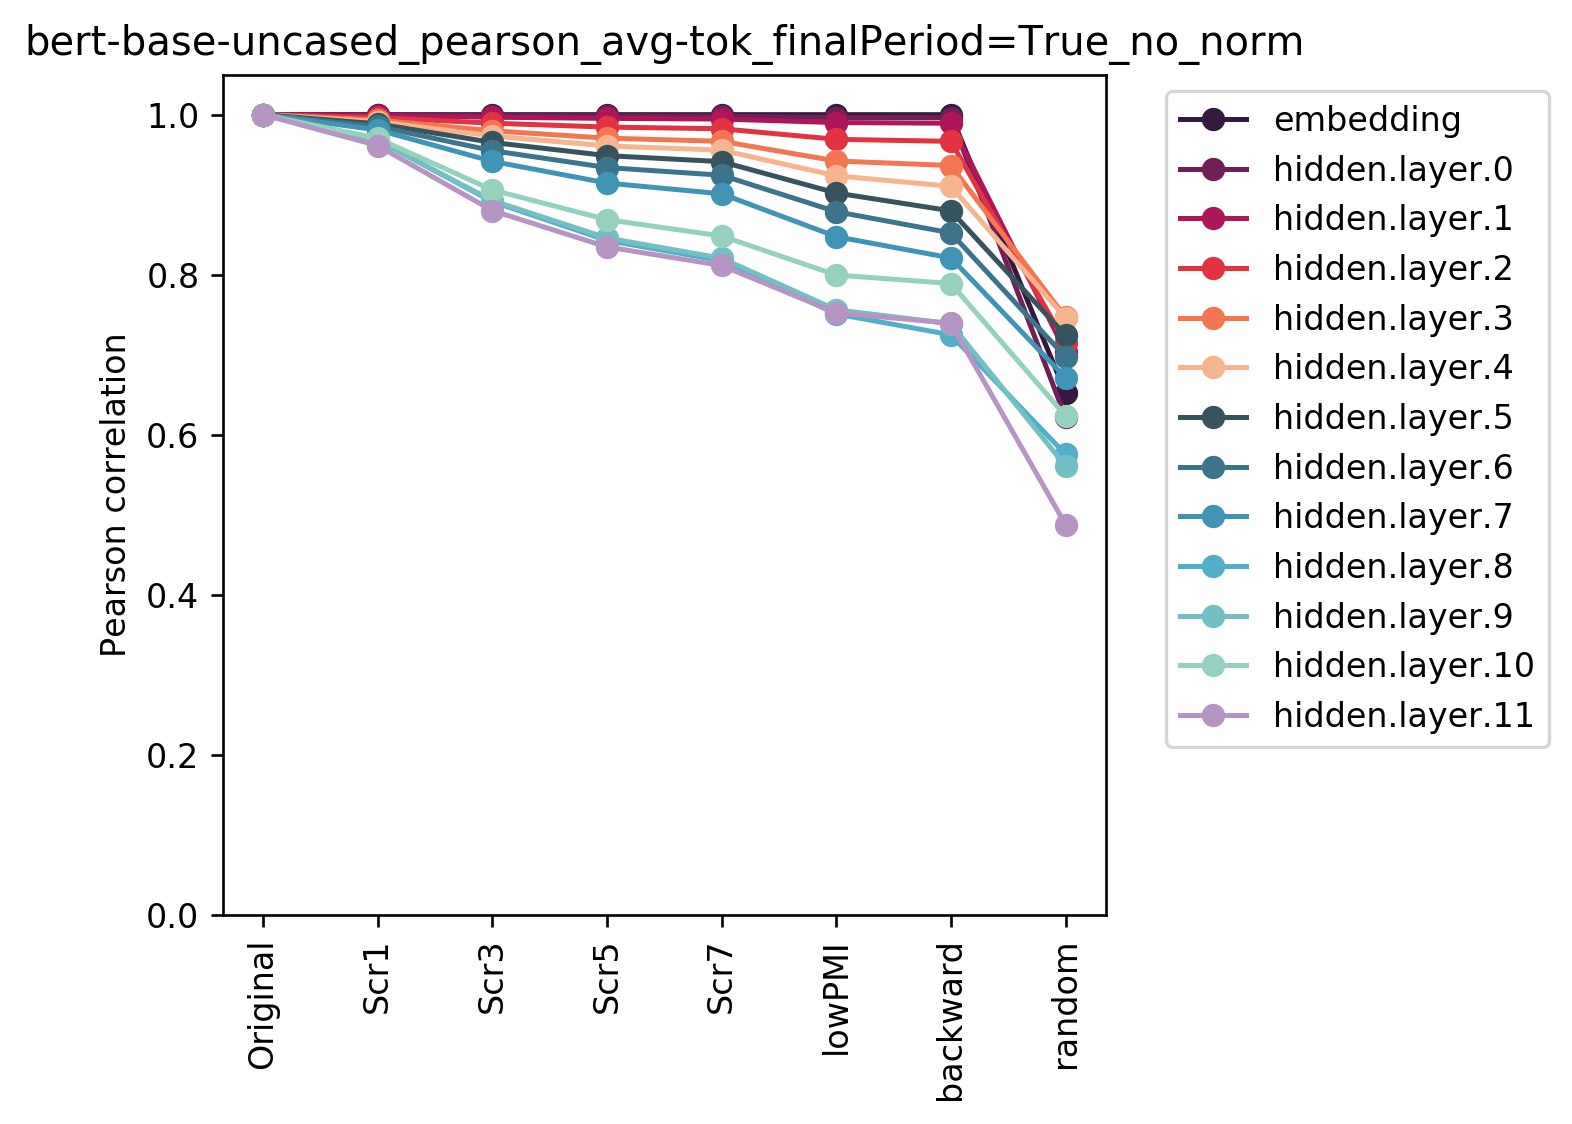 bert-base-uncased_pearson_avg-tok_finalPeriod=True_no_norm
Pearson correlation
1.0
0.8
0.6
0.4
0.2
0.0
Original
Scr1
Scr3
Scr5
Scr7
lowPMI
backward
random
embedding
hidden.layer.0
hidden.layer.1
hidden.layer.2
hidden.layer.3
hidden.layer.4
hidden.layer.5
hidden.layer.6
hidden.layer.7
hidden.layer.8
hidden.layer.9
hidden.layer.10
hidden.layer.11